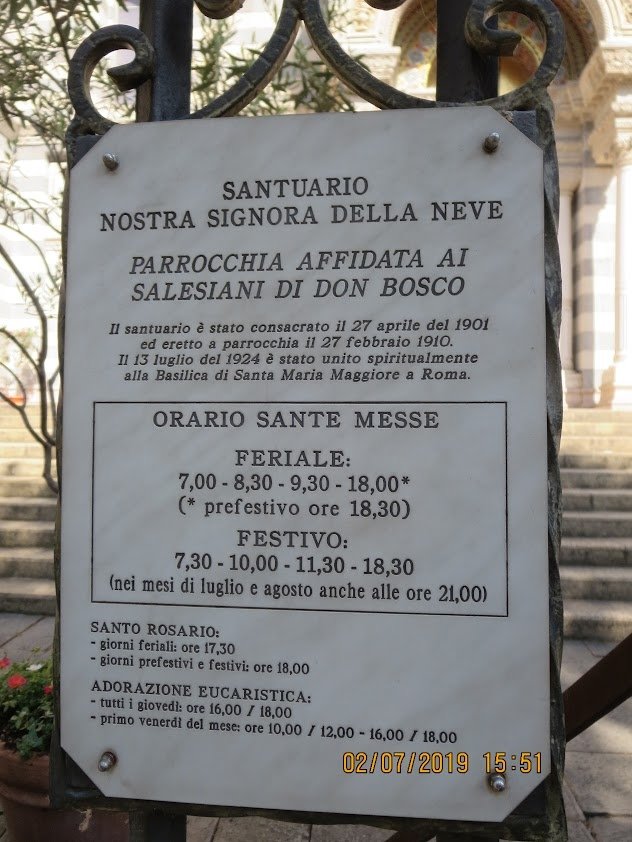 SANTUARIO
NOSTRA SIGNORA DELLA NEVE
PARROCCHIA AFFIDATA AI
SALESIANI DI DON BOSCO
Il santuario è stato consacrato il 27 aprile del 1901
ed eretto a parrocchia il 27 febbraio 1910.
Il 13 luglio del 1924 è stato unito spiritualmente
alla Basilica di Santa Maria Maggiore a Roma.
ORARIO SANTE MESSE
FERIALE:
7,00 - 8,30 - 9,30 - 18,00*
(* prefestivo ore 18,30)
FESTIVO:
7,30 - 10,00 - 11,30 - 18,30
(nei mesi di luglio e agosto anche alle ore 21,00)
SANTO ROSARIO:
- giorni feriali: ore 17,30
- giorni prefestivi e festivi: ore 18,00
ADORAZIONE EUCARISTICA:
- tutti i giovedì: ore 16,00 / 18,00
- primo venerdì del mese: ore 10,00 / 12,00 - 16,00 / 18,00
02/07/2019 15:51